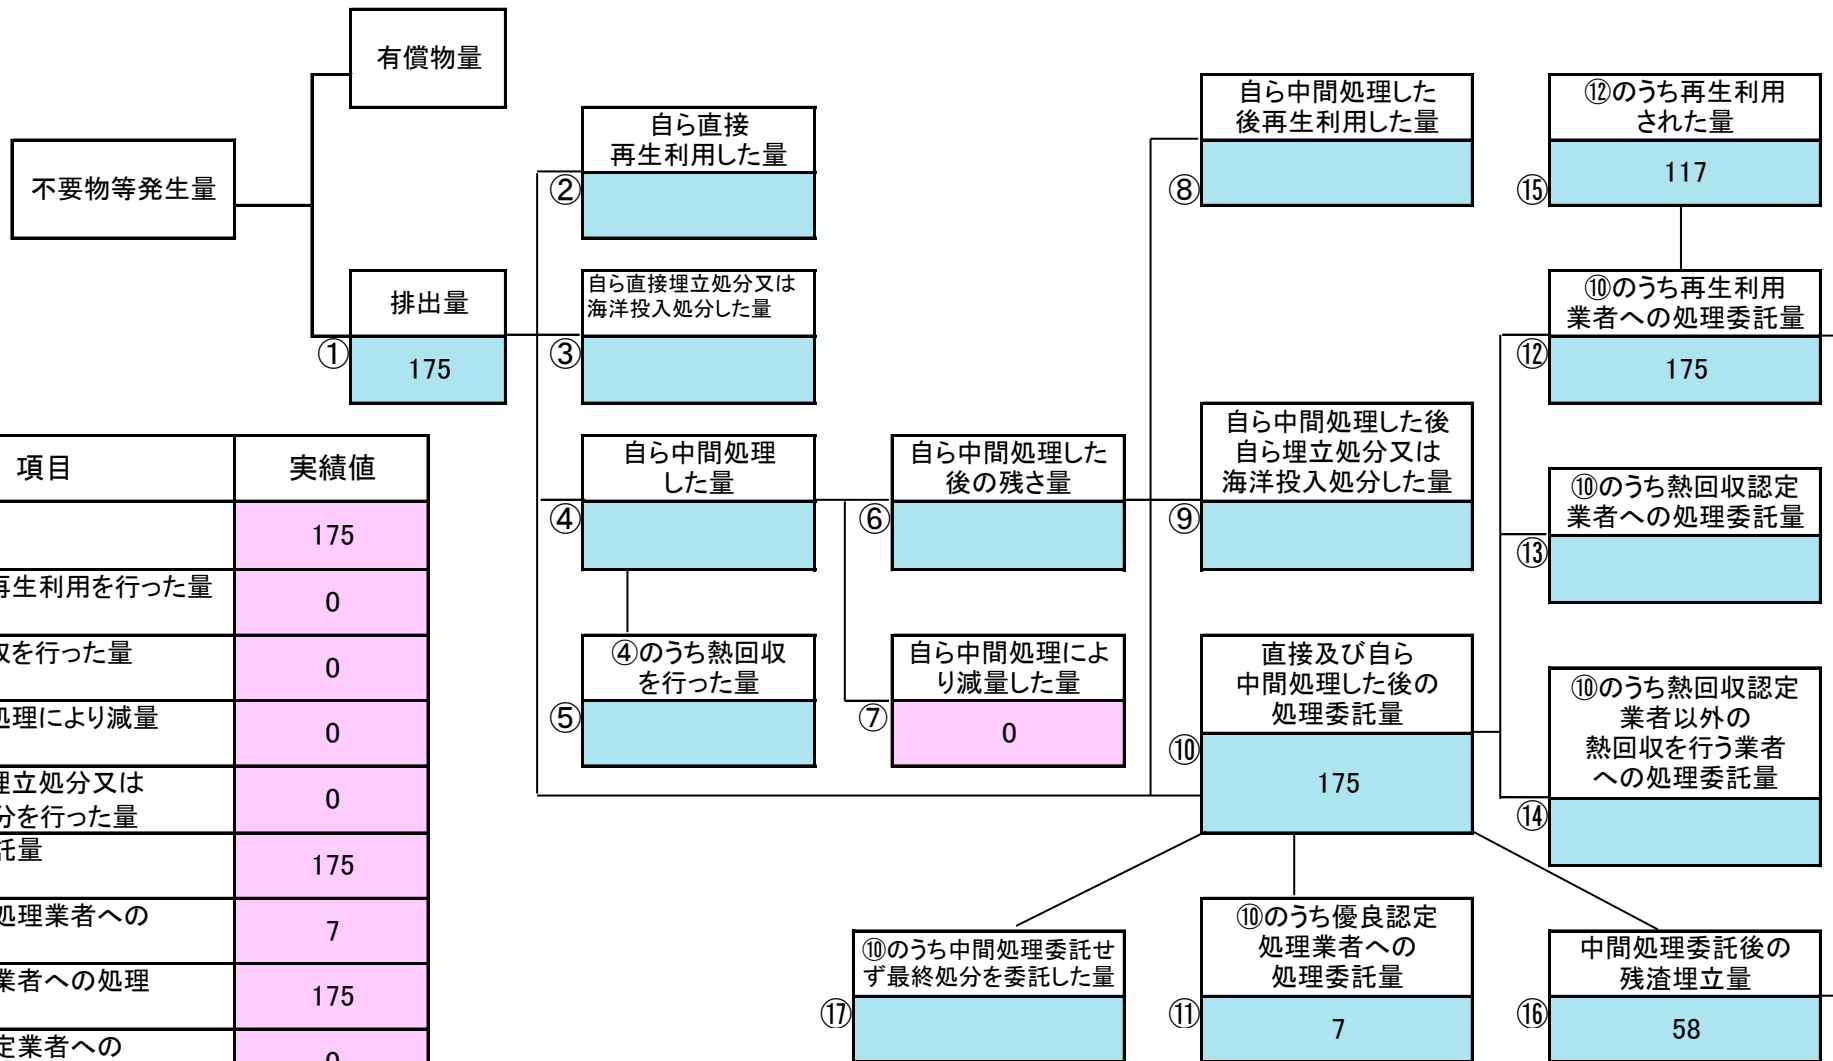 有償物量
不要物等発生量
排出量
①
175
自ら直接
再生利用した量
②
自ら直接埋立処分又は
海洋投入処分した量
③
自ら中間処理
した量
④
④のうち熱回収
を行った量
⑤
自ら中間処理した
後の残さ量
⑥
自ら中間処理によ
り減量した量
⑦
0
自ら中間処理した
後再生利用した量
⑧
自ら中間処理した後
自ら埋立処分又は
海洋投入処分した量
⑨
直接及び自ら
中間処理した後の
処理委託量
⑩
175
⑫のうち再生利用
された量
⑮
117
⑩のうち再生利用
業者への処理委託量
⑫
175
⑩のうち熱回収認定
業者への処理委託量
⑬
⑩のうち熱回収認定
業者以外の
熱回収を行う業者
への処理委託量
⑭
⑩のうち中間処理委託せ
ず最終処分を委託した量
⑰
⑩のうち優良認定
処理業者への
処理委託量
⑪
7
中間処理委託後の
残渣埋立量
⑯
58
項目 実績値
175
再生利用を行った量 0
を行った量 0
処理により減量 0
埋立処分又は
分を行った量 0
託量 175
処理業者への 7
業者への処理 175
定業者への 0